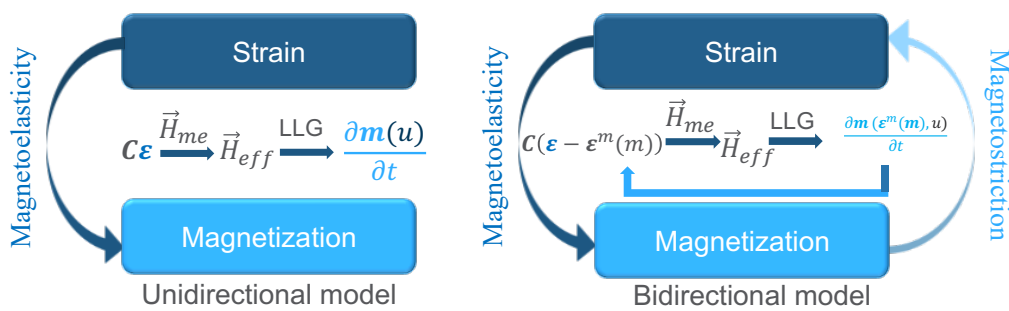 Strain
Magnetoelasticity
Cε H⃗me H⃗eff LLG ∂m(u)/∂t
Magnetization
Unidirectional model
Strain
Magnetoelasticity
Magnetostriction
C(ε − εᵐ(m)) H⃗me H⃗eff LLG ∂m (εᵐ(m), u)/∂t
Magnetization
Bidirectional model